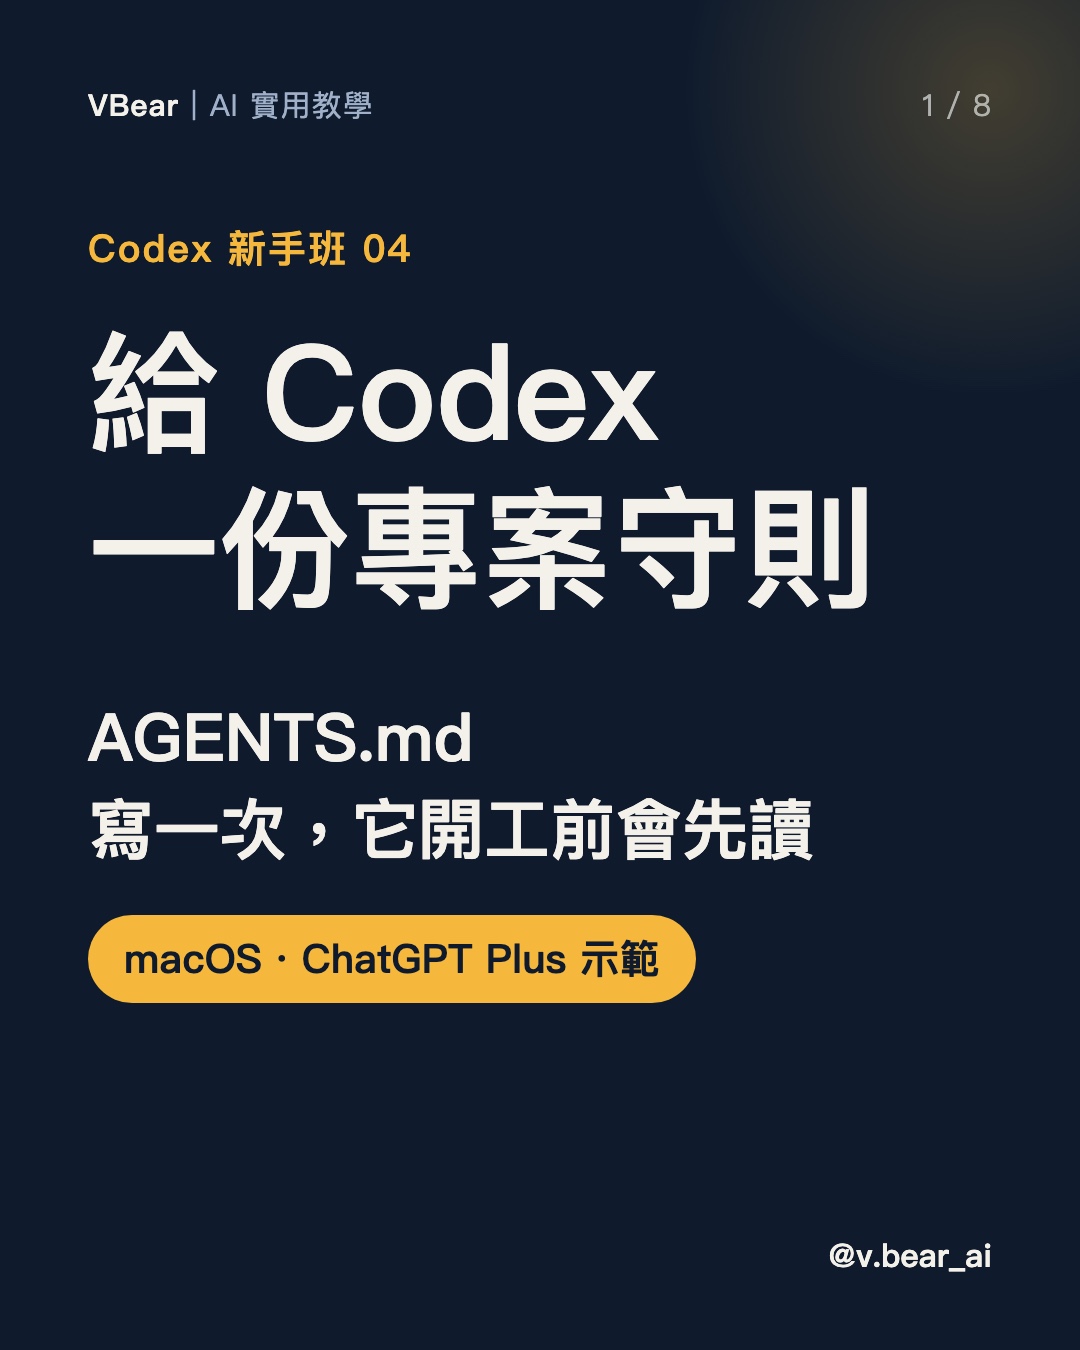 VBear｜AI 實用教學
1 / 8
Codex 新手班 04
給 Codex
一份專案守則
AGENTS.md
寫一次，它開工前會先讀
macOS · ChatGPT Plus 示範
@v.bear_ai